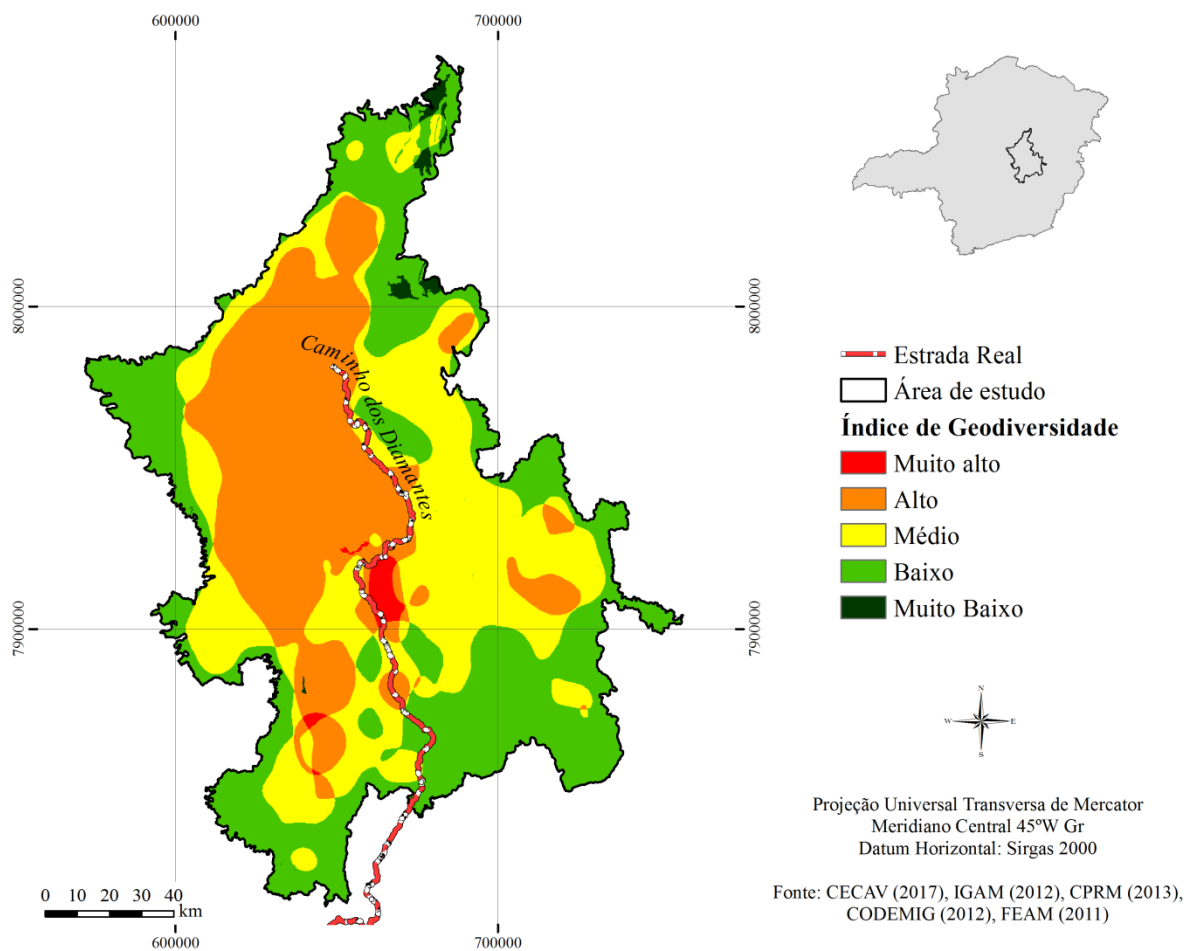 600000
700000
8000000
8000000
Caminho dos Diamantes
Estrada Real
Área de estudo
Índice de Geodiversidade
Muito alto
Alto
Médio
Baixo
Muito Baixo
7900000
7900000
N
W
E
S
Projeção Universal Transversa de Mercator
Meridiano Central 45ºW Gr
Datum Horizontal: Sirgas 2000
Fonte: CECAV (2017), IGAM (2012), CPRM (2013),
CODEMIG (2012), FEAM (2011)
0 10 20 30 40
km
600000
700000